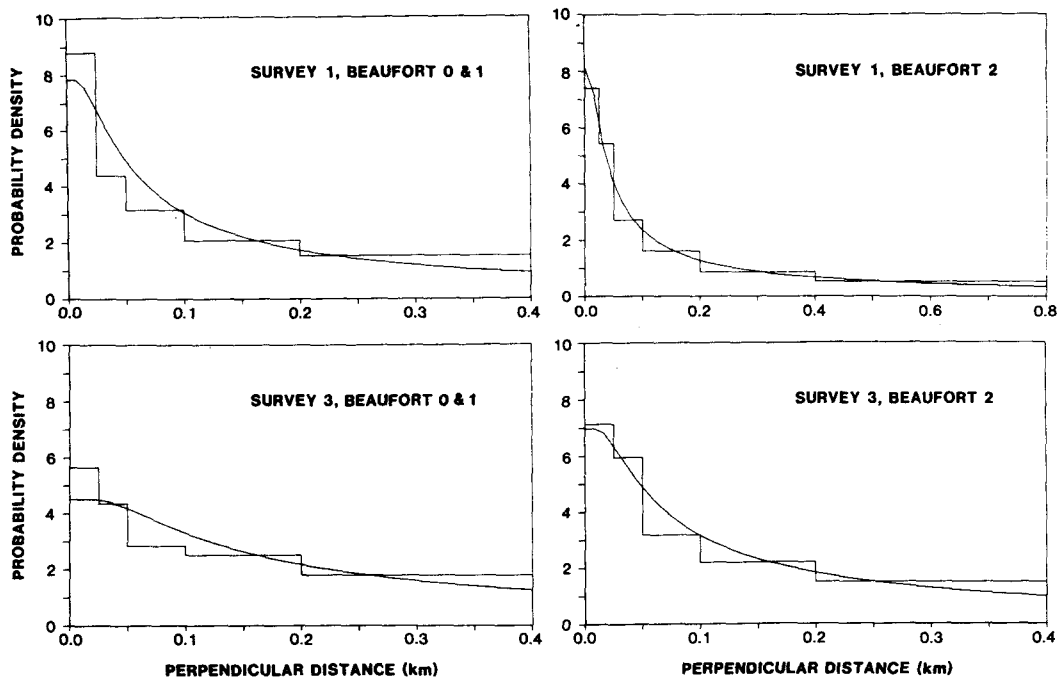 10
8
6
4
2
0
PROBABILITY DENSITY
SURVEY 1, BEAUFORT 0 & 1
0.0 0.1 0.2 0.3 0.4
10
8
6
4
2
0
SURVEY 1, BEAUFORT 2
0.0 0.2 0.4 0.6 0.8
10
8
6
4
2
0
PROBABILITY DENSITY
SURVEY 3, BEAUFORT 0 & 1
0.0 0.1 0.2 0.3 0.4
PERPENDICULAR DISTANCE (km)
10
8
6
4
2
0
SURVEY 3, BEAUFORT 2
0.0 0.1 0.2 0.3 0.4
PERPENDICULAR DISTANCE (km)